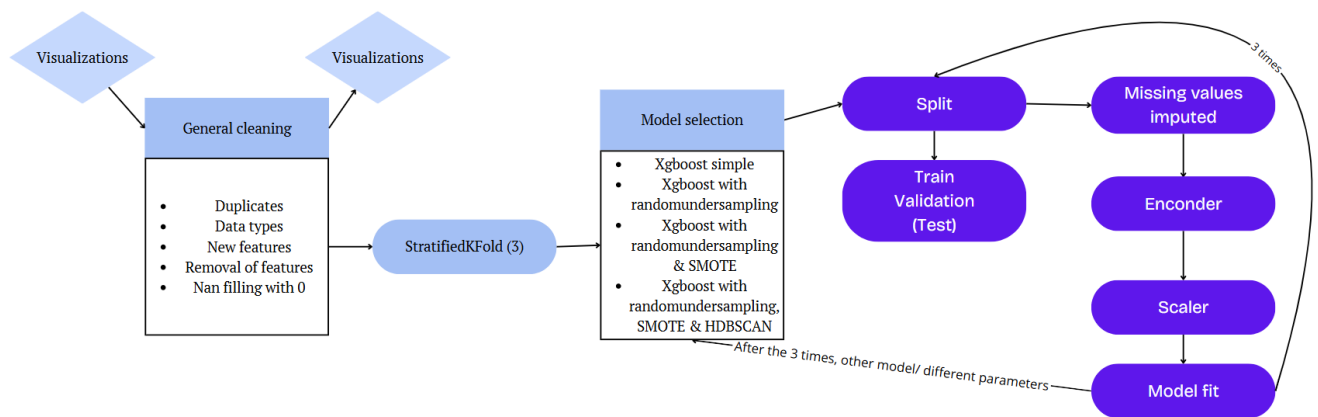 Visualizations
Visualizations
General cleaning
• Duplicates
• Data types
• New features
• Removal of features
• Nan filling with 0
StratifiedKFold (3)
Model selection
• Xgboost simple
• Xgboost with
randomundersampling
• Xgboost with
randomundersampling
& SMOTE
• Xgboost with
randomundersampling,
SMOTE & HDBSCAN
Split
Train
Validation
(Test)
Missing values
imputed
Enconder
Scaler
Model fit
3 times
After the 3 times, other model/ different parameters